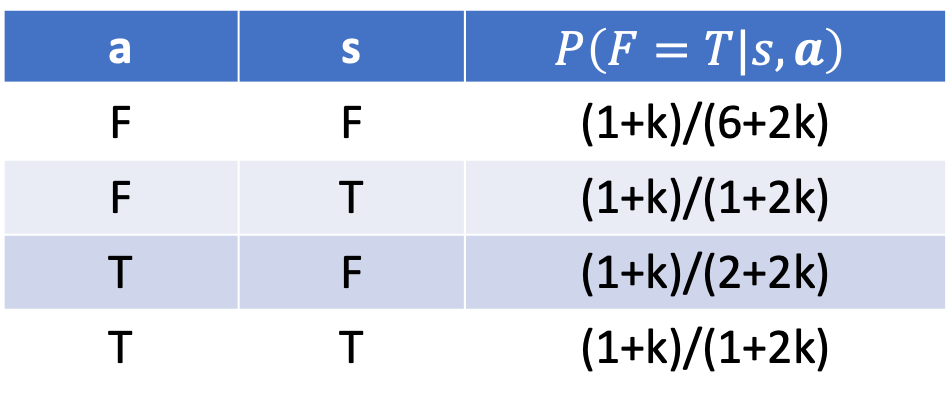 a s P(F = T|s, a)
F F (1+k)/(6+2k)
F T (1+k)/(1+2k)
T F (1+k)/(2+2k)
T T (1+k)/(1+2k)